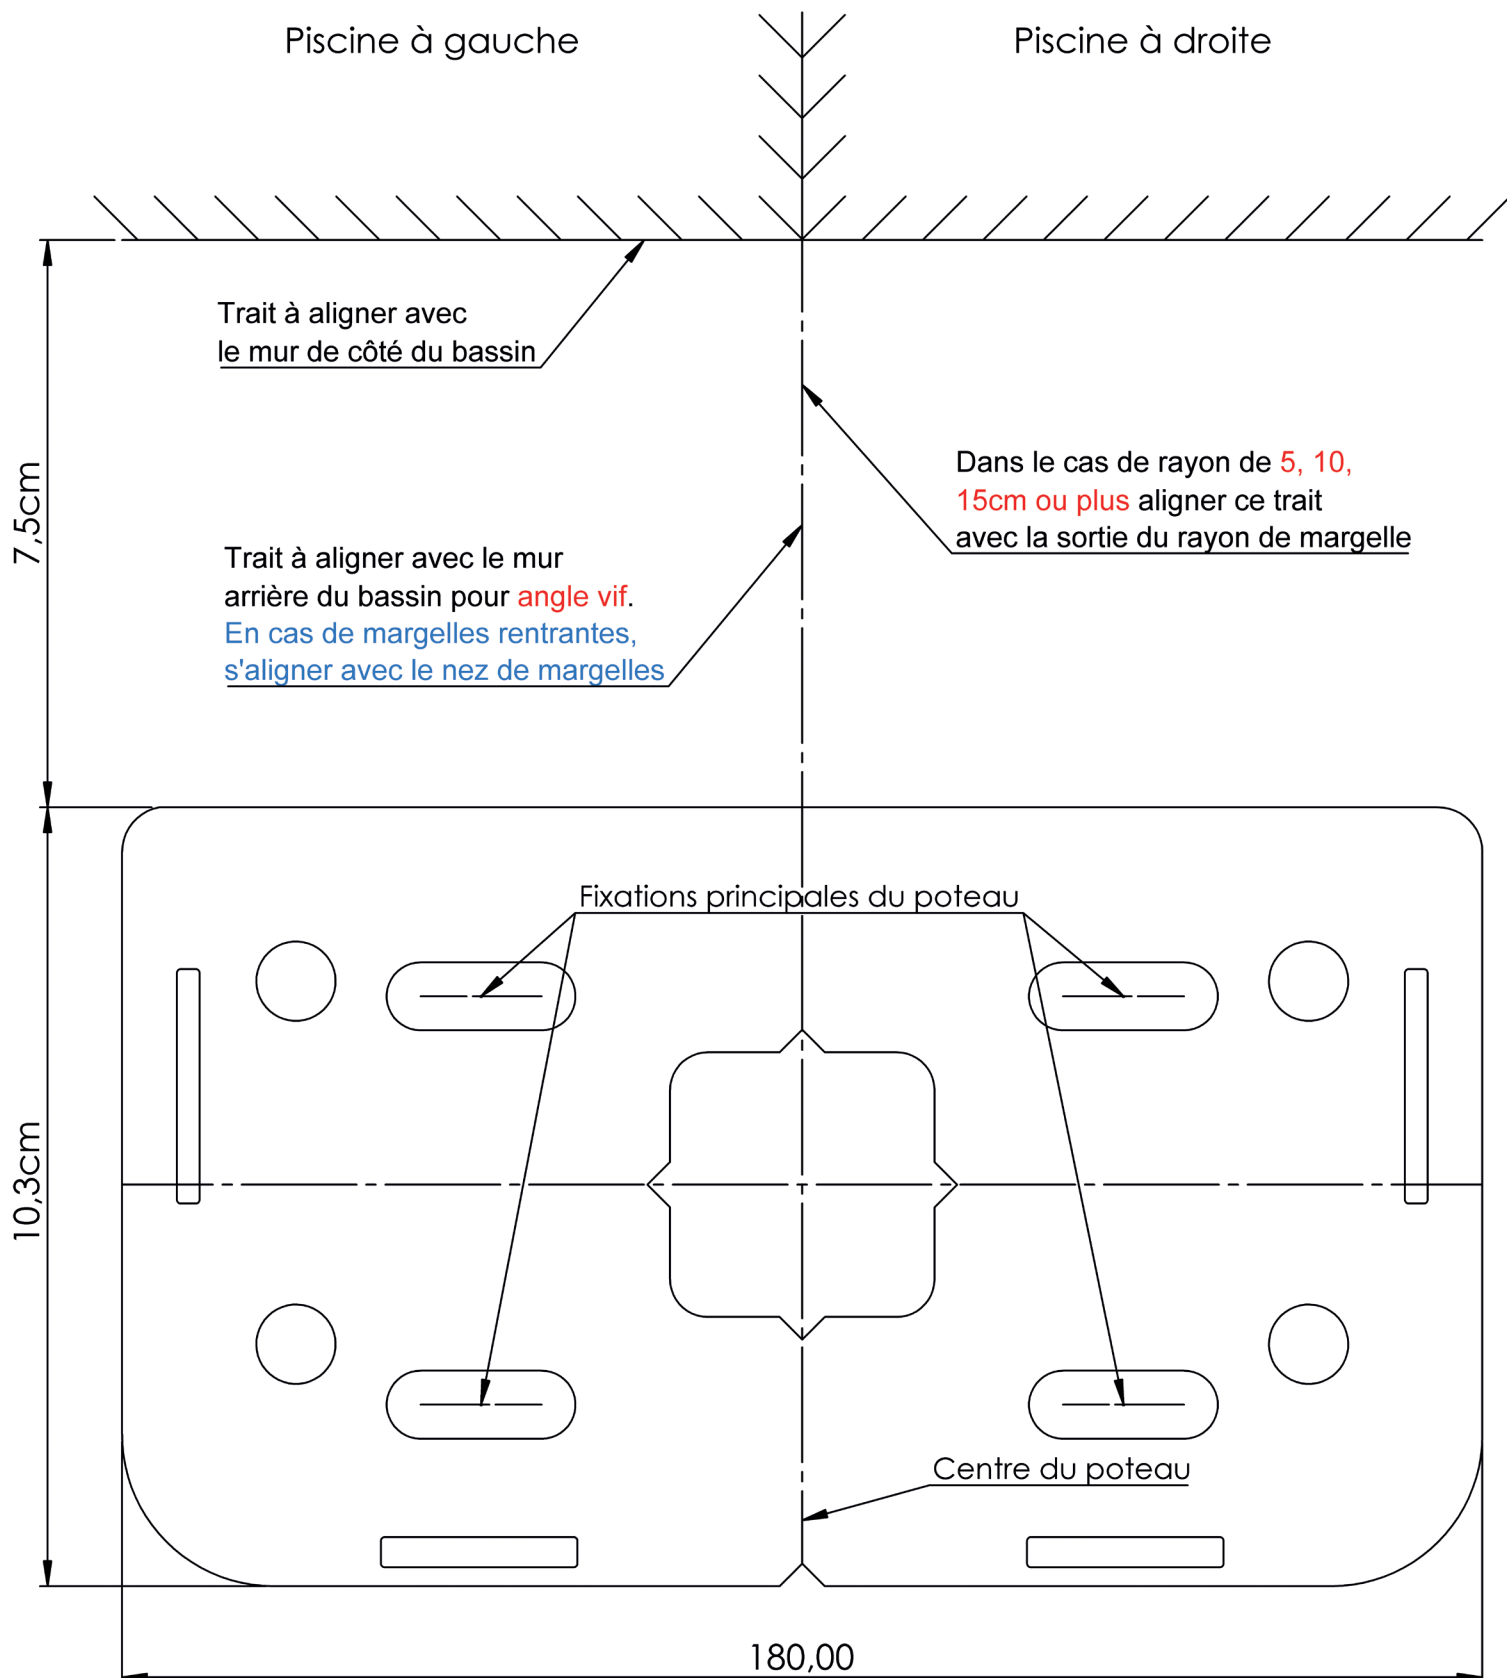 Piscine à gauche
Piscine à droite
Trait à aligner avec
le mur de côté du bassin
7,5cm
Dans le cas de rayon de 5, 10,
15cm ou plus aligner ce trait
avec la sortie du rayon de margelle
Trait à aligner avec le mur
arrière du bassin pour angle vif.
En cas de margelles rentrantes,
s'aligner avec le nez de margelles
Fixations principales du poteau
10,3cm
Centre du poteau
180,00